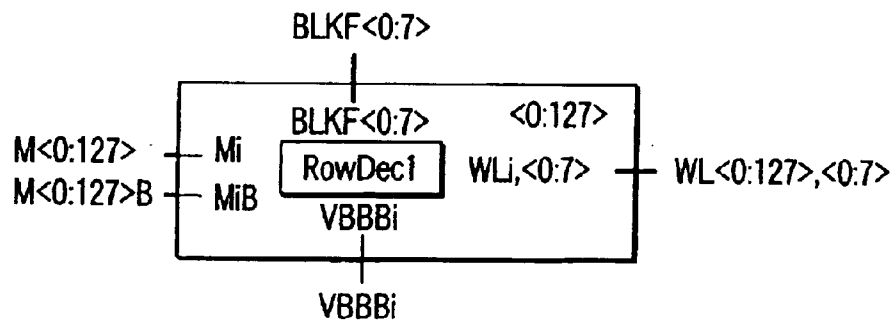 BLKF<0:7>
BLKF<0:7> <0:127>
M<0:127> Mi RowDec1 WLi,<0:7> WL<0:127>,<0:7>
M<0:127>B MiB
VBBBi
VBBBi